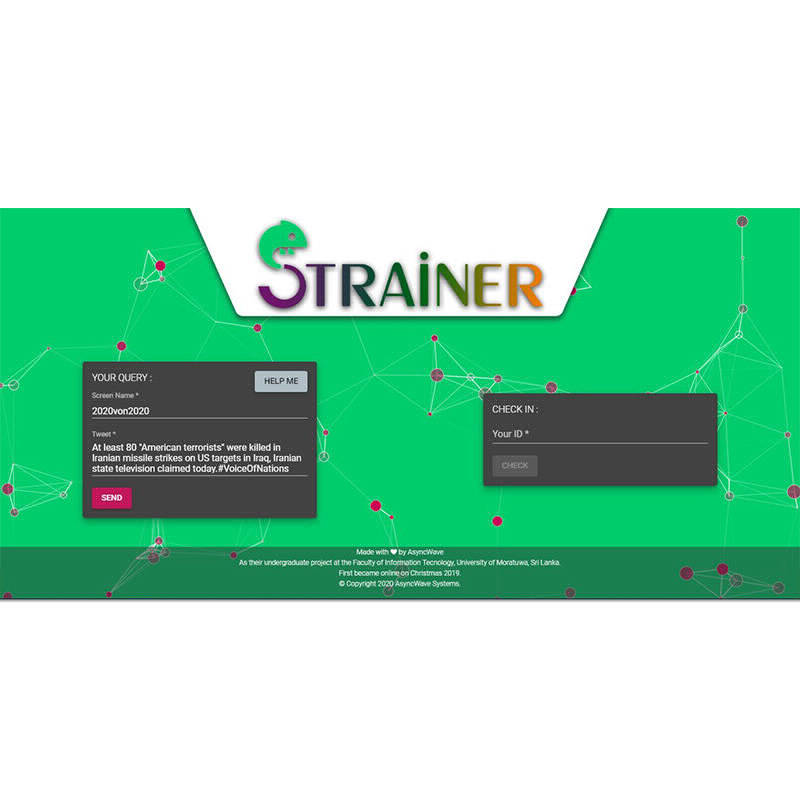 STRAINER
YOUR QUERY :
HELP ME
Screen Name *
2020von2020
Tweet *
At least 80 "American terrorists" were killed in
Iranian missile strikes on US targets in Iraq, Iranian
state television claimed today.#VoiceOfNations
SEND
CHECK IN :
Your ID *
CHECK
Made with ❤ by AsyncWave
As their undergraduate project at the Faculty of Information Tecnology, University of Moratuwa, Sri Lanka.
First became online on Christmas 2019.
© Copyright 2020 AsyncWave Systems.